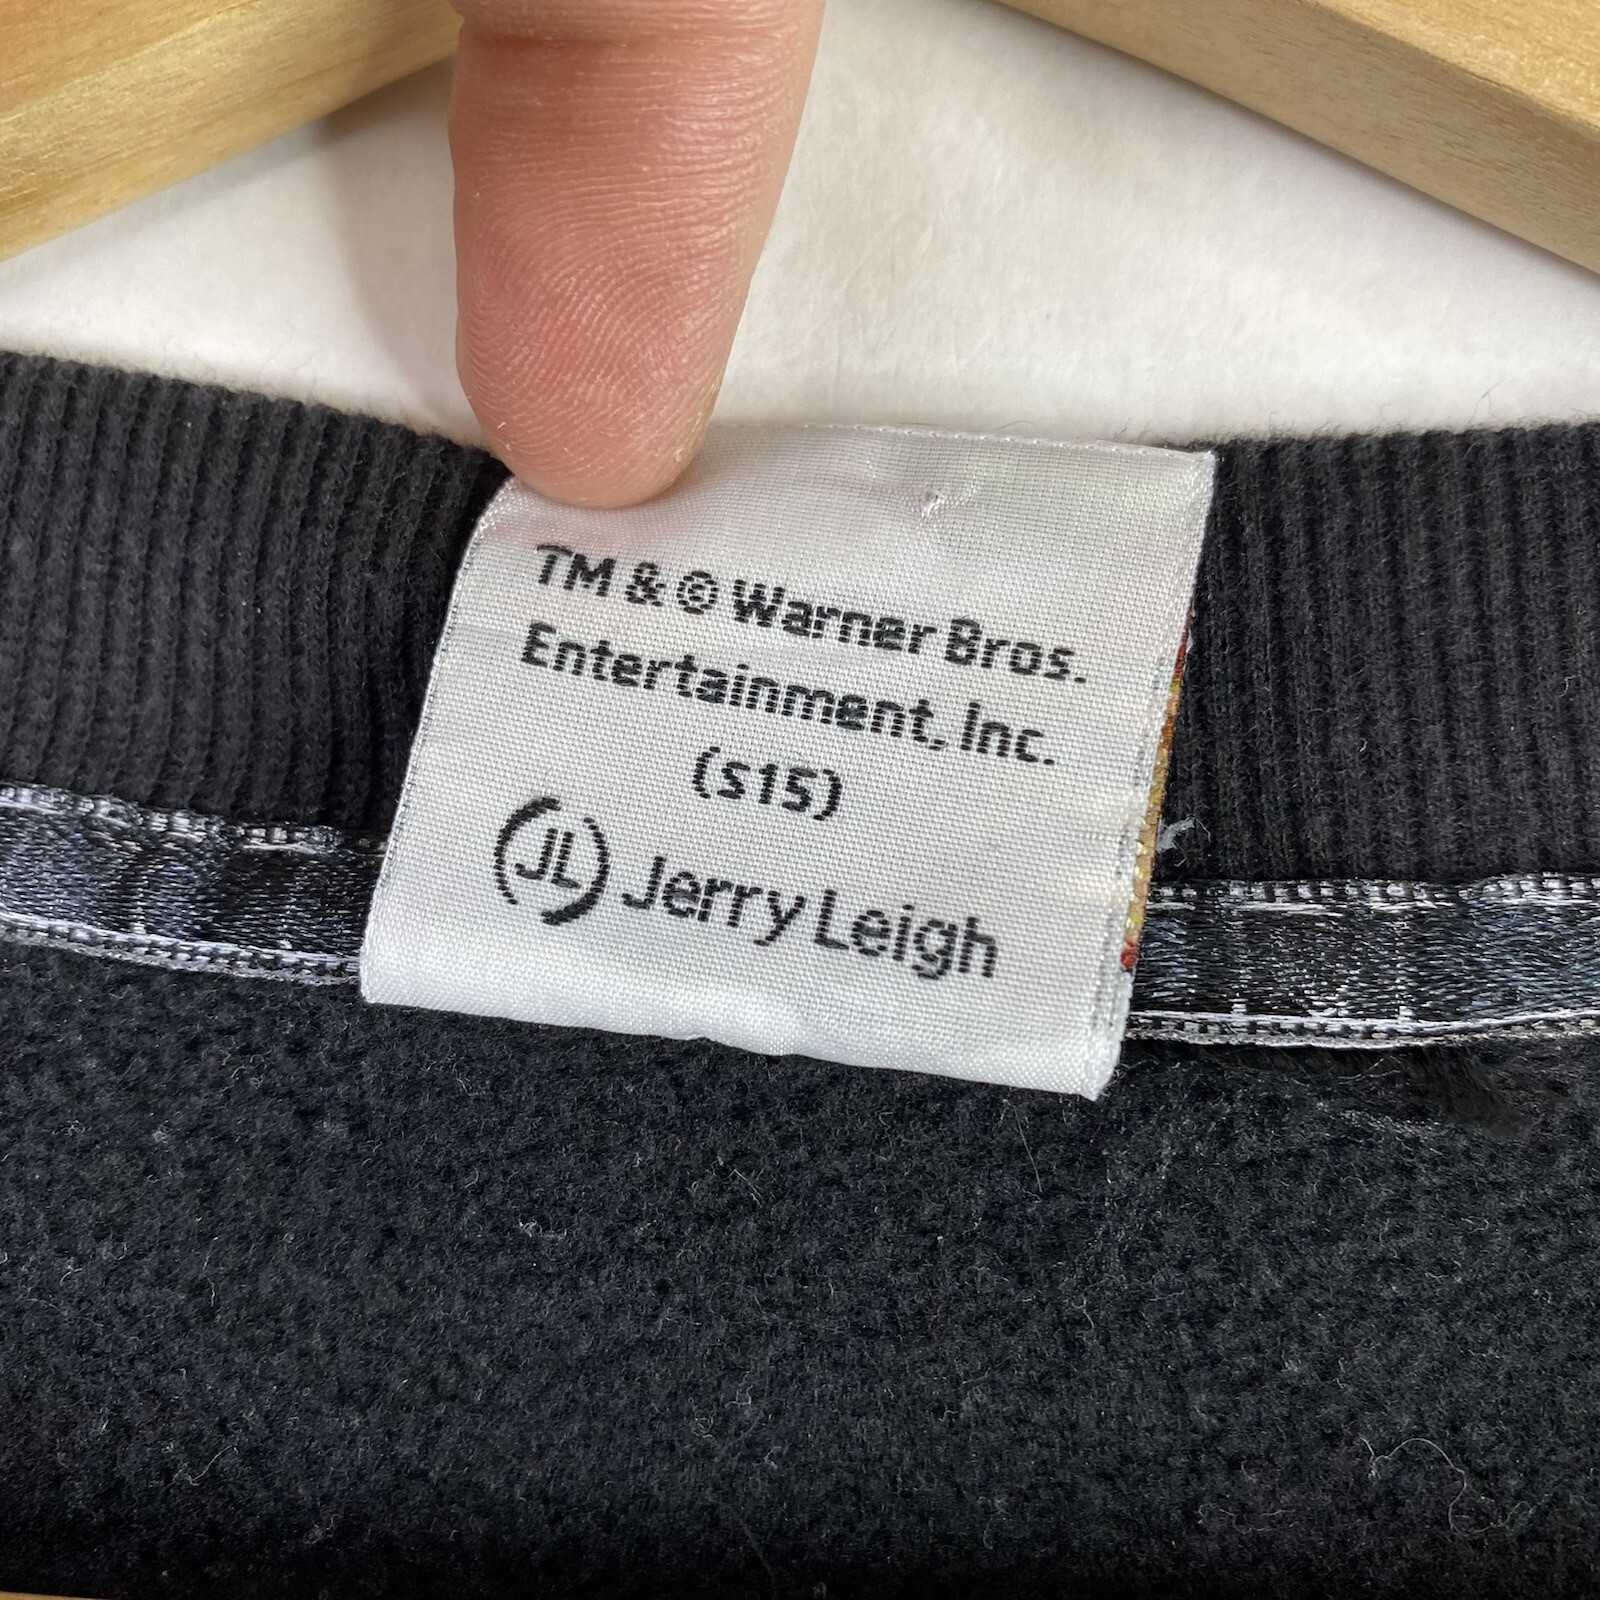 TM & © Warner Bros.
Entertainment, Inc.
(s15)
JL Jerry Leigh